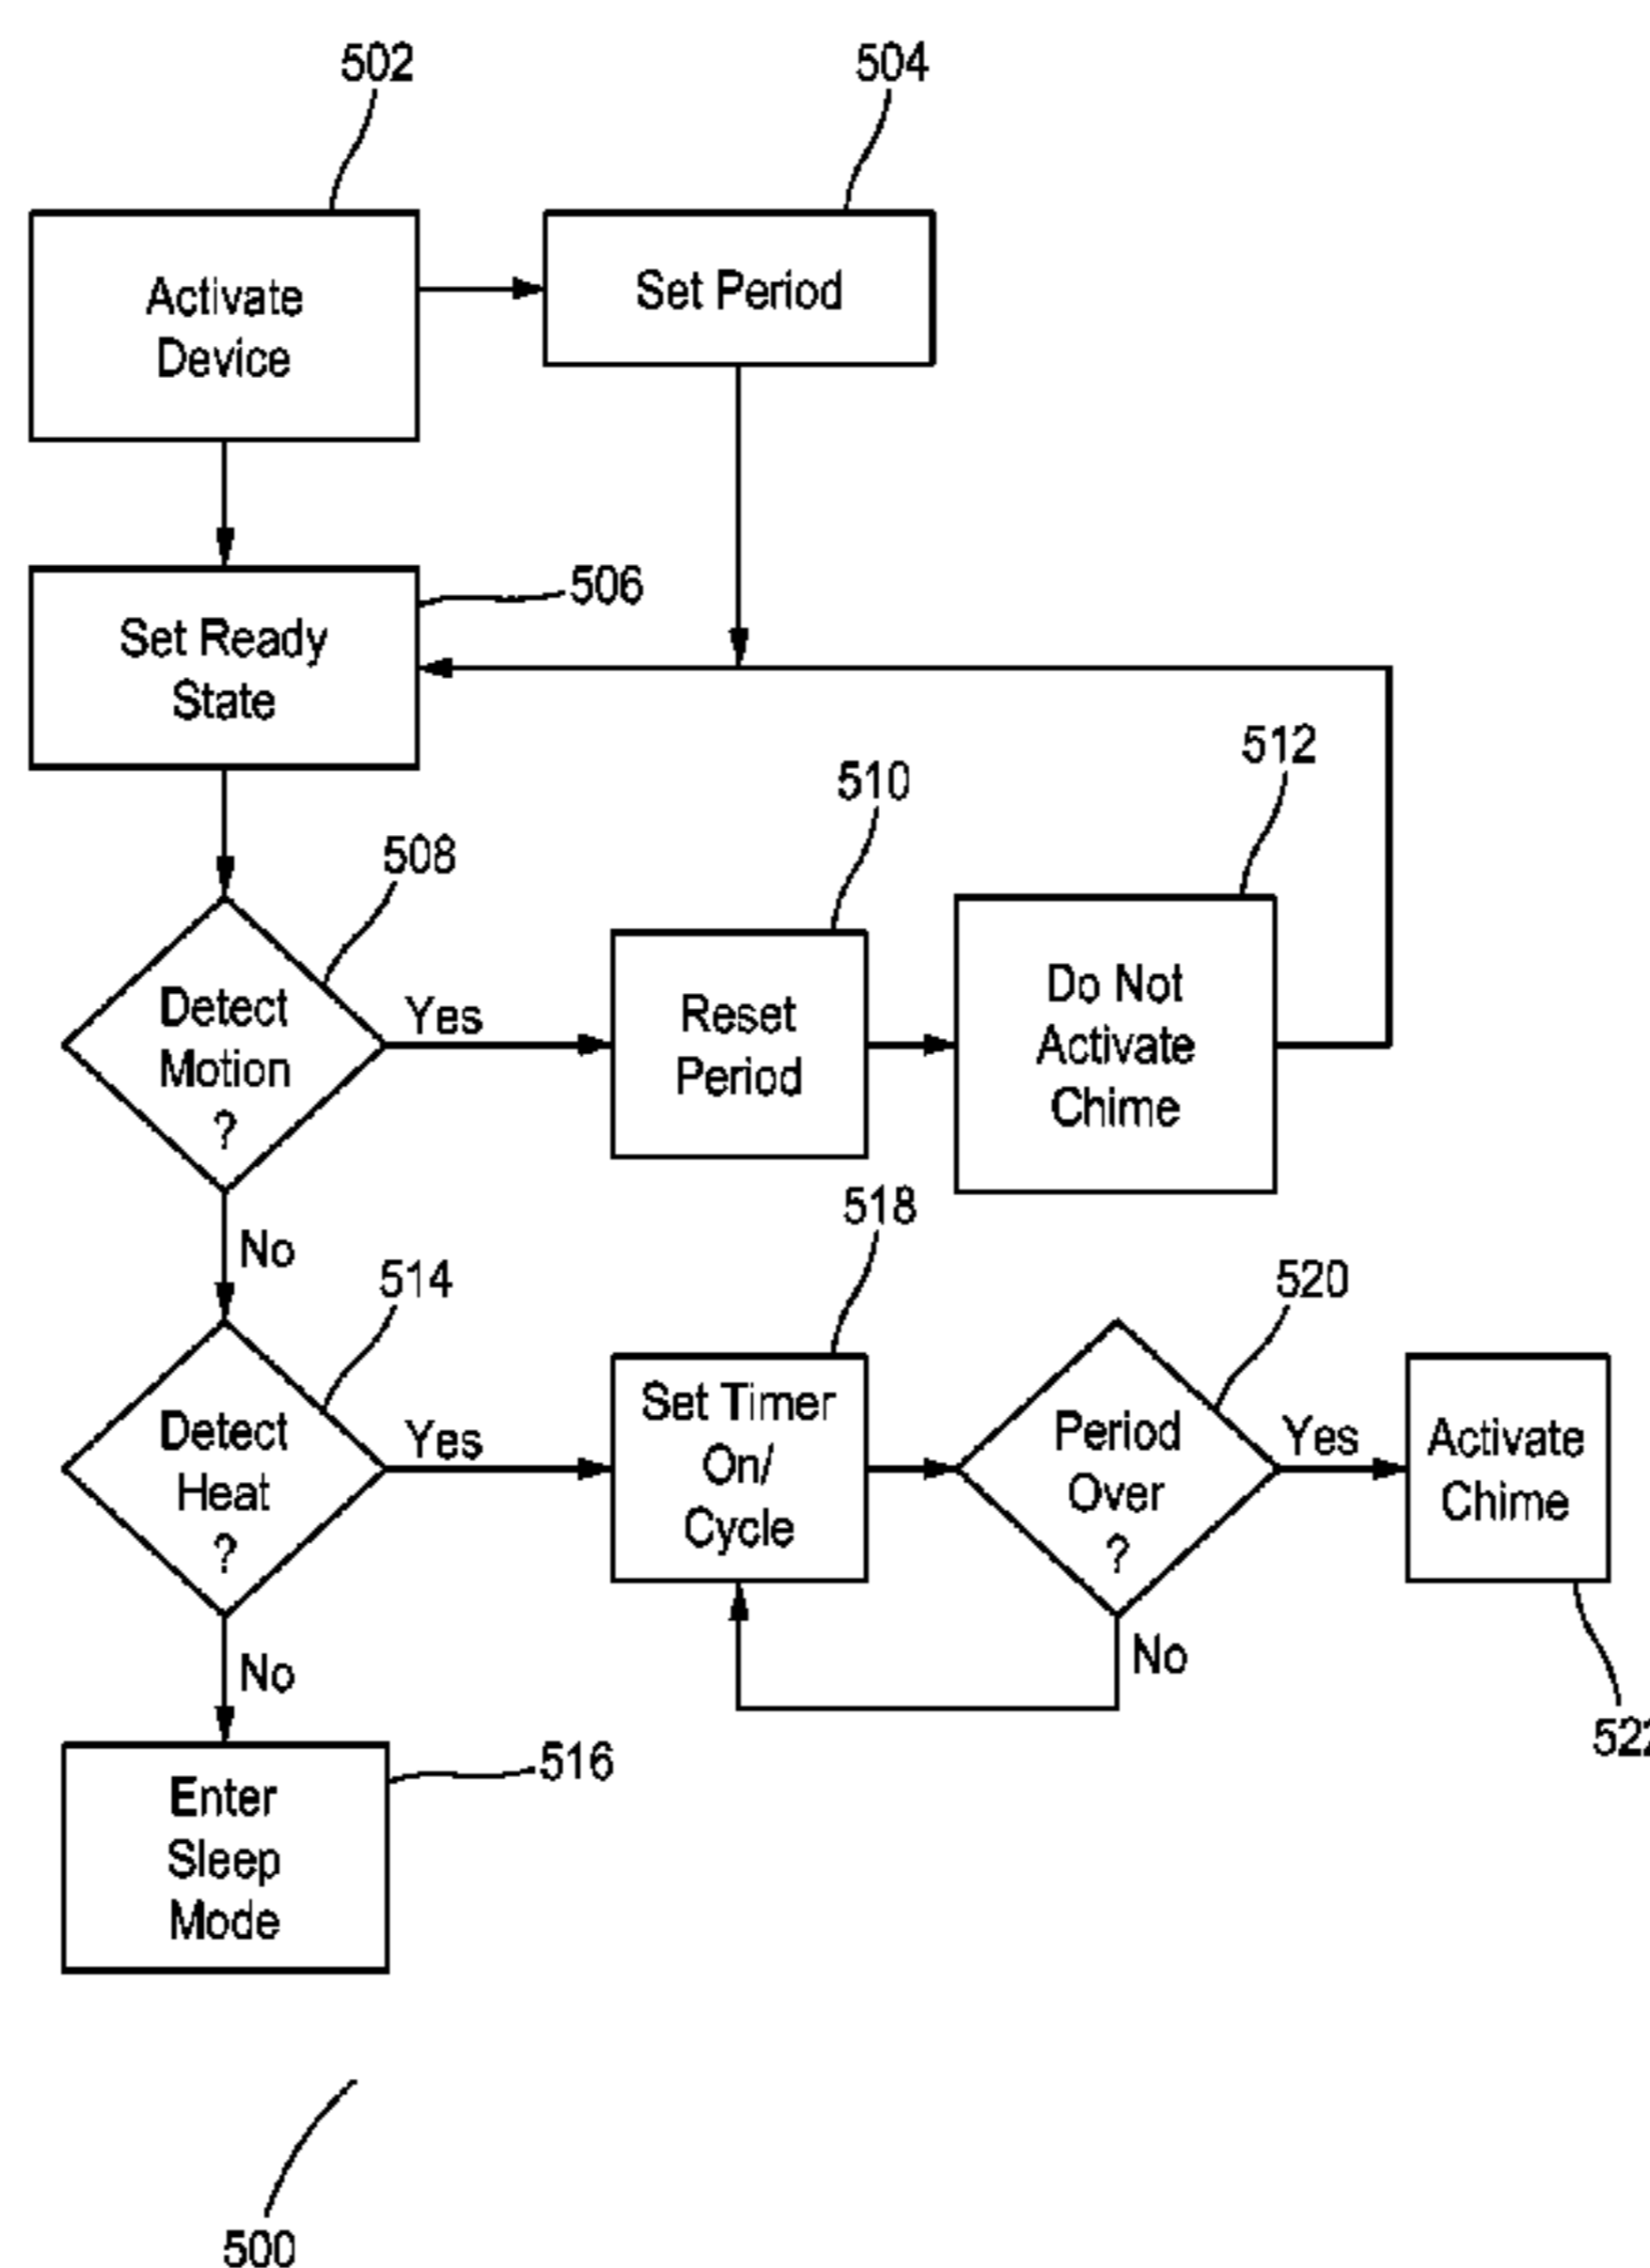 502
504
Activate
Device
Set Period
506
Set Ready
State
512
510
508
Detect
Motion
?
Yes
Reset
Period
Do Not
Activate
Chime
No
518
514
520
Detect
Heat
?
Yes
Set Timer
On/
Cycle
Period
Over
?
Yes
Activate
Chime
No
No
522
516
Enter
Sleep
Mode
500